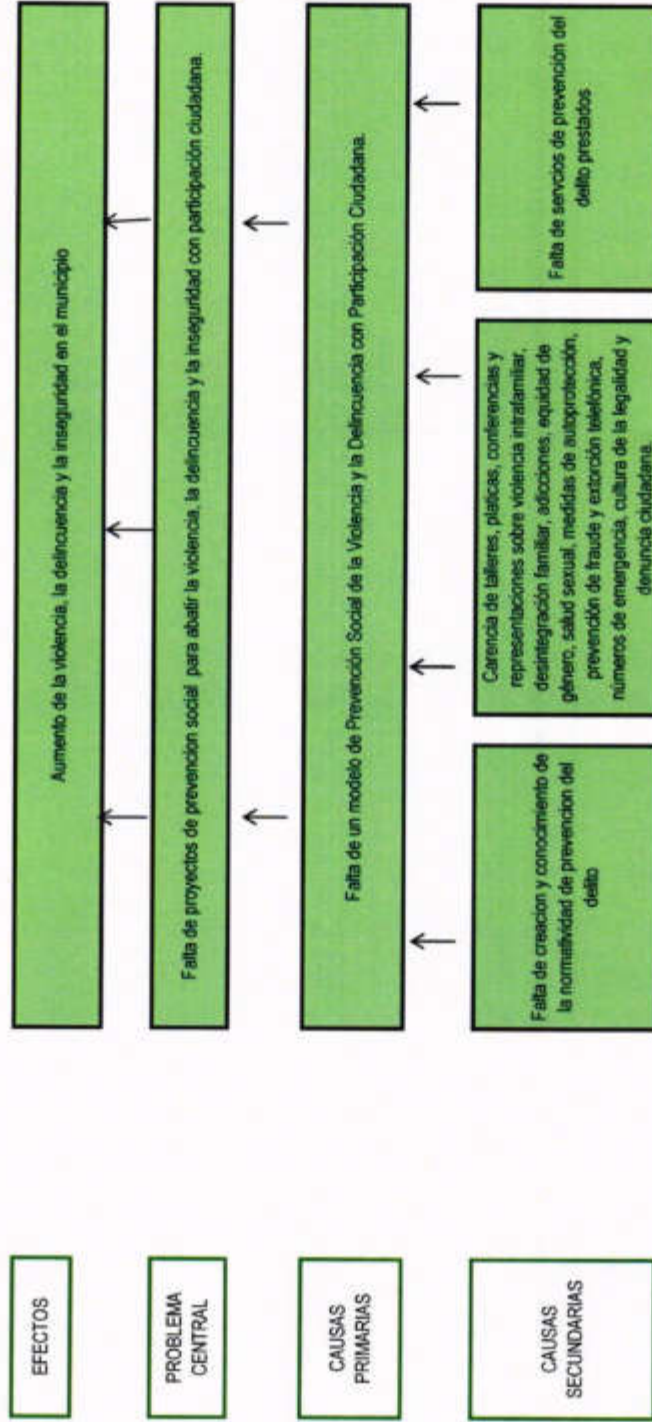 EFECTOS
Aumento de la violencia, la delincuencia y la inseguridad en el municipio
PROBLEMA
CENTRAL
Falta de proyectos de prevencion social para abatir la violencia, la delincuencia y la inseguridad con participación ciudadana.
CAUSAS
PRIMARIAS
Falta de un modelo de Prevención Social de la Violencia y la Delincuencia con Participación Ciudadana.
CAUSAS
SECUNDARIAS
Falta de creacion y conocimiento de
la normatividad de prevencion del
delito
Carencia de talleres, platicas, conferencias y
representaciones sobre violencia intrafamiliar,
desintegración familiar, adicciones, equidad de
género, salud sexual, medidas de autoprotección,
prevención de fraude y extorción telefónica,
números de emergencia, cultura de la legalidad y
denuncia ciudadana.
Falta de servcios de prevención del
delito prestados